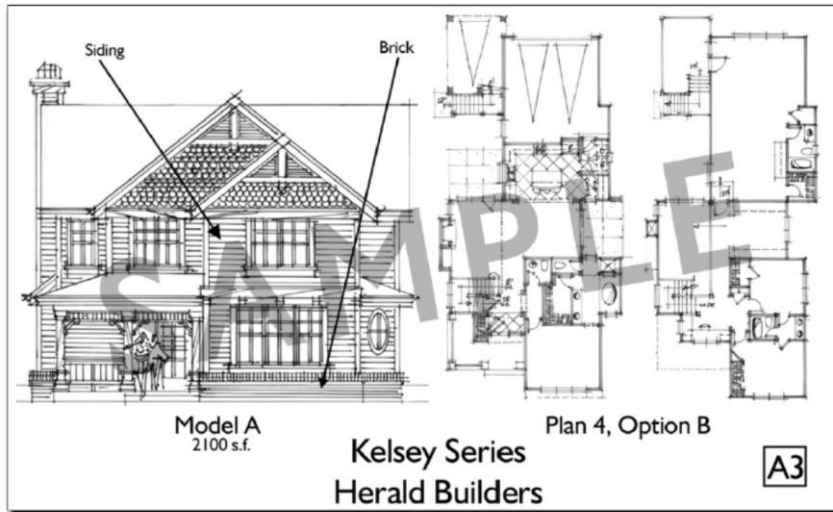 Siding
Brick
SAMPLE
Model A
2100 s.f.
Plan 4, Option B
Kelsey Series
Herald Builders
A3